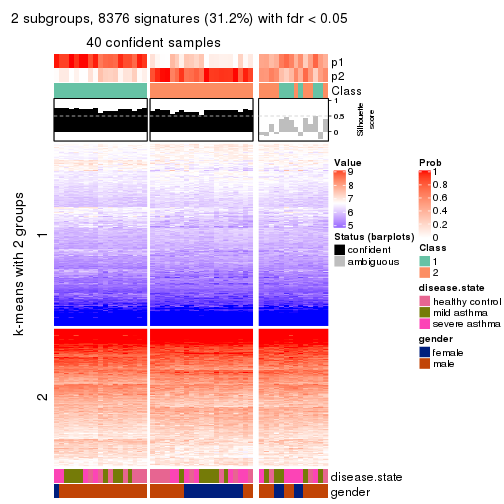 2 subgroups, 8376 signatures (31.2%) with fdr < 0.05
40 confident samples
p1
p2
Class
1
0.5
0
Silhouette
score
k-means with 2 groups
1
2
disease.state
gender
Value
9
8
7
6
5
Status (barplots)
confident
ambiguous
Prob
1
0.8
0.6
0.4
0.2
0
Class
1
2
disease.state
healthy control
mild asthma
severe asthma
gender
female
male